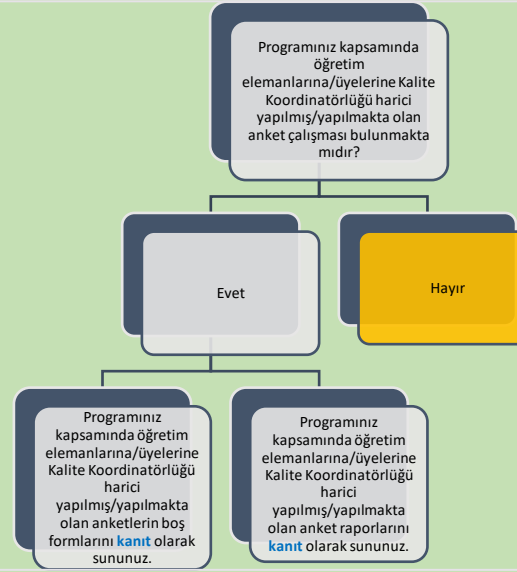 Programınız kapsamında
öğretim
elemanlarına/üyelerine Kalite
Koordinatörlüğü harici
yapılmış/yapılmakta olan
anket çalışması bulunmakta
mıdır?
Evet
Hayır
Programınız
kapsamında öğretim
elemanlarına/üyelerine
Kalite Koordinatörlüğü
harici
yapılmış/yapılmakta
olan anketlerin boş
formlarını kanıt olarak
sununuz.
Programınız
kapsamında öğretim
elemanlarına/üyelerine
Kalite Koordinatörlüğü
harici
yapılmış/yapılmakta
olan anket raporlarını
kanıt olarak sununuz.